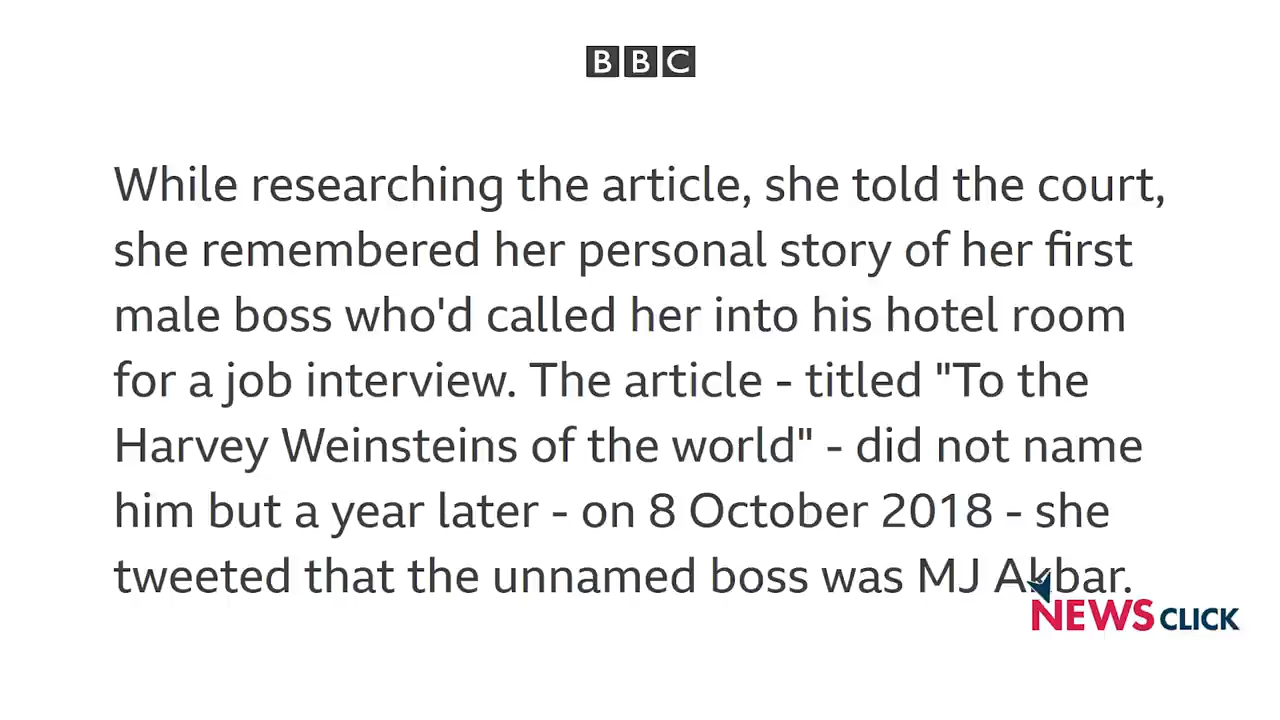 BBC
While researching the article, she told the court,
she remembered her personal story of her first
male boss who'd called her into his hotel room
for a job interview. The article - titled "To the
Harvey Weinsteins of the world" - did not name
him but a year later - on 8 October 2018 - she
tweeted that the unnamed boss was MJ Akbar.
NEWS CLICK